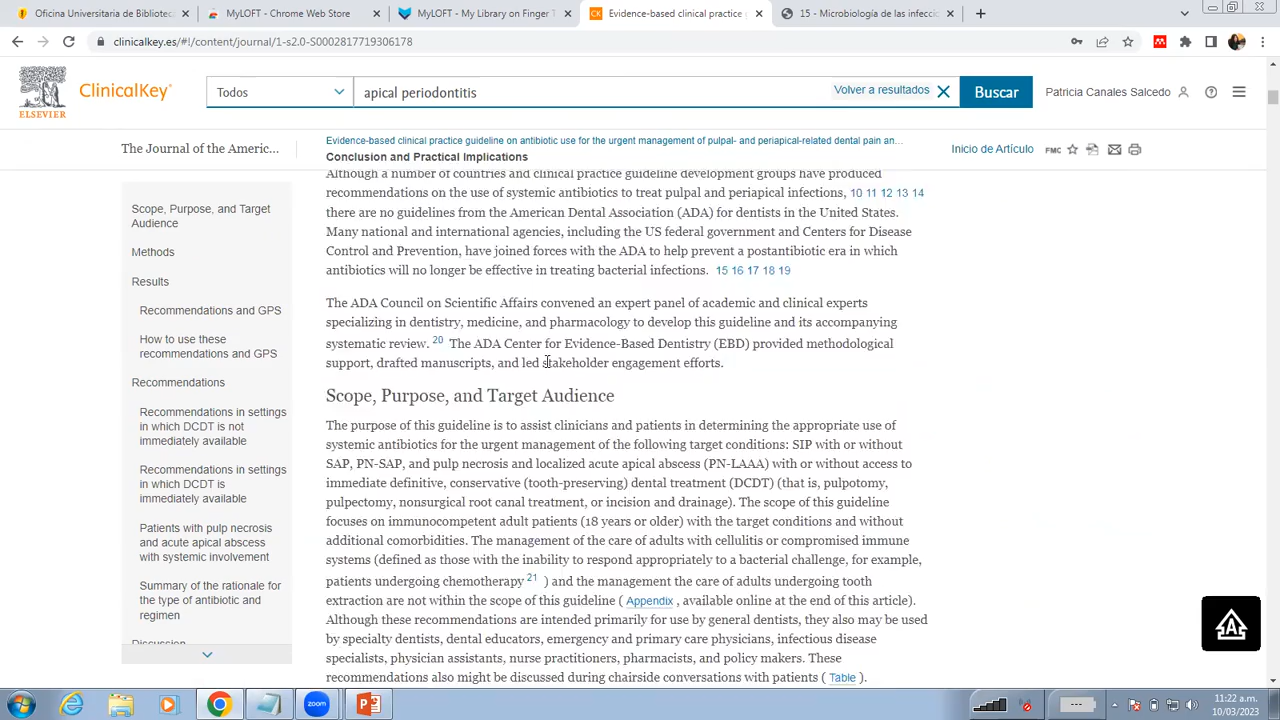 Oficina Universitaria de Bibliotec
MyLOFT - Chrome Web Store
MyLOFT - My Library on Finger T
Evidence-based clinical practice
15 - Methodología de las infecci
clinicalkey.es/#!/content/journal/1-s2.0-S0002817719306178
ELSEVIER
ClinicalKey®
Todos
apical periodontitis
Volver a resultados
Buscar
Patricia Canales Salcedo
The Journal of the Americ...
Evidence-based clinical practice guideline on antibiotic use for the urgent management of pulpal- and periapical-related dental pain an...
Conclusion and Practical Implications
Inicio de Artículo
Scope, Purpose, and Target
Audience
Methods
Results
Recommendations and GPS
How to use these
recommendations and GPS
Recommendations
Recommendations in settings
in which DCDT is not
immediately available
Recommendations in settings
in which DCDT is
immediately available
Patients with pulp necrosis
and acute apical abscess
with systemic involvement
Summary of the rationale for
the type of antibiotic and
regimen
Discussion
Although a number of countries and clinical practice guideline development groups have produced
recommendations on the use of systemic antibiotics to treat pulpal and periapical infections, 10 11 12 13 14
there are no guidelines from the American Dental Association (ADA) for dentists in the United States.
Many national and international agencies, including the US federal government and Centers for Disease
Control and Prevention, have joined forces with the ADA to help prevent a postantibiotic era in which
antibiotics will no longer be effective in treating bacterial infections. 15 16 17 18 19
The ADA Council on Scientific Affairs convened an expert panel of academic and clinical experts
specializing in dentistry, medicine, and pharmacology to develop this guideline and its accompanying
systematic review. 20 The ADA Center for Evidence-Based Dentistry (EBD) provided methodological
support, drafted manuscripts, and led stakeholder engagement efforts.
Scope, Purpose, and Target Audience
The purpose of this guideline is to assist clinicians and patients in determining the appropriate use of
systemic antibiotics for the urgent management of the following target conditions: SIP with or without
SAP, PN-SAP, and pulp necrosis and localized acute apical abscess (PN-LAAA) with or without access to
immediate definitive, conservative (tooth-preserving) dental treatment (DCDT) (that is, pulpotomy,
pulpectomy, nonsurgical root canal treatment, or incision and drainage). The scope of this guideline
focuses on immunocompetent adult patients (18 years or older) with the target conditions and without
additional comorbidities. The management of the care of adults with cellulitis or compromised immune
systems (defined as those with the inability to respond appropriately to a bacterial challenge, for example,
patients undergoing chemotherapy 21 ) and the management the care of adults undergoing tooth
extraction are not within the scope of this guideline ( Appendix , available online at the end of this article).
Although these recommendations are intended primarily for use by general dentists, they also may be used
by specialty dentists, dental educators, emergency and primary care physicians, infectious disease
specialists, physician assistants, nurse practitioners, pharmacists, and policy makers. These
recommendations also might be discussed during chairside conversations with patients ( Table ).
zoom
11:22 a.m.
10/03/2023